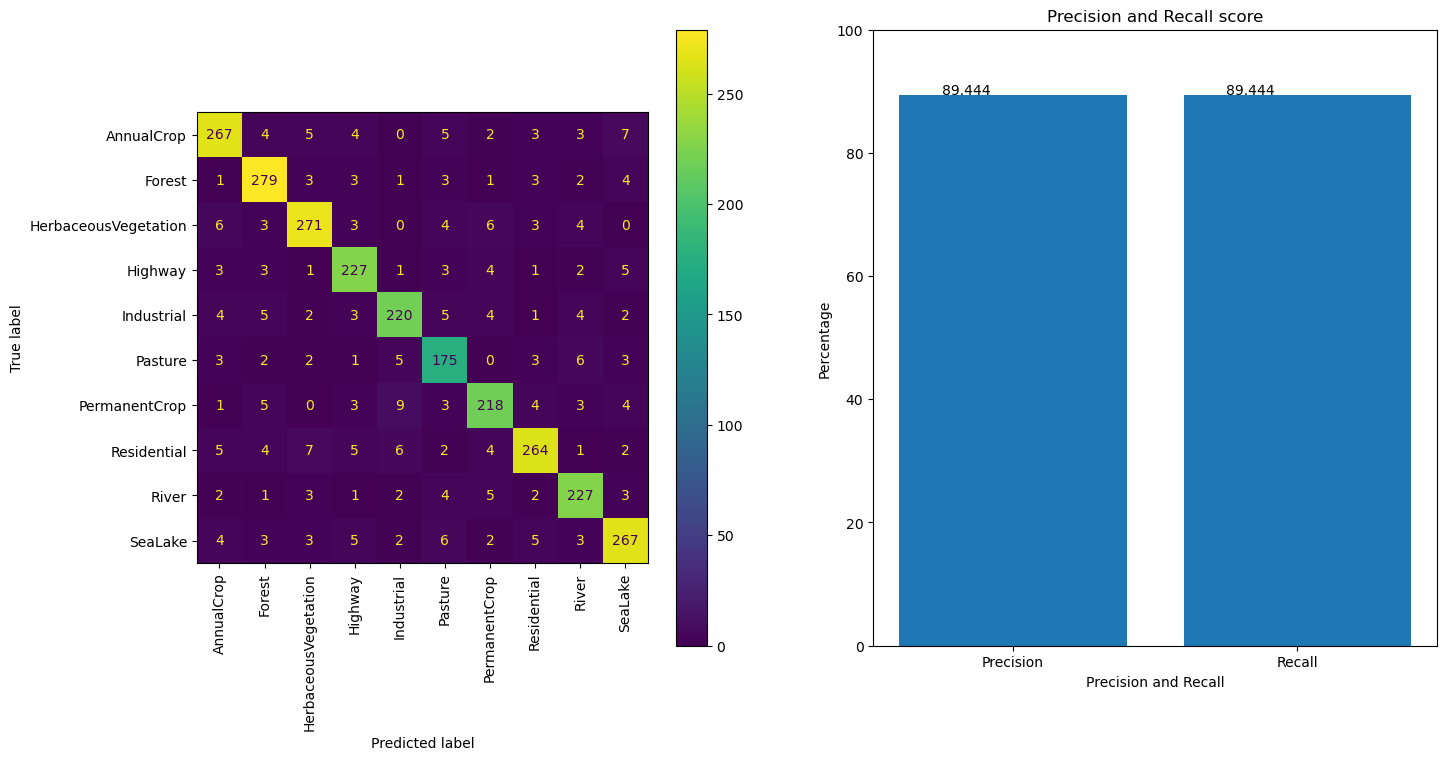 True label
AnnualCrop 267 4 5 4 0 5 2 3 3 7
Forest 1 279 3 3 1 3 1 3 2 4
HerbaceousVegetation 6 3 271 3 0 4 6 3 4 0
Highway 3 3 1 227 1 3 4 1 2 5
Industrial 4 5 2 3 220 5 4 1 4 2
Pasture 3 2 2 1 5 175 0 3 6 3
PermanentCrop 1 5 0 3 9 3 218 4 3 4
Residential 5 4 7 5 6 2 4 264 1 2
River 2 1 3 1 2 4 5 2 227 3
SeaLake 4 3 3 5 2 6 2 5 3 267
AnnualCrop
Forest
HerbaceousVegetation
Highway
Industrial
Pasture
PermanentCrop
Residential
River
SeaLake
Predicted label
250
200
150
100
50
0
Precision and Recall score
Percentage
100
80
60
40
20
0
89.444 89.444
Precision Recall
Precision and Recall